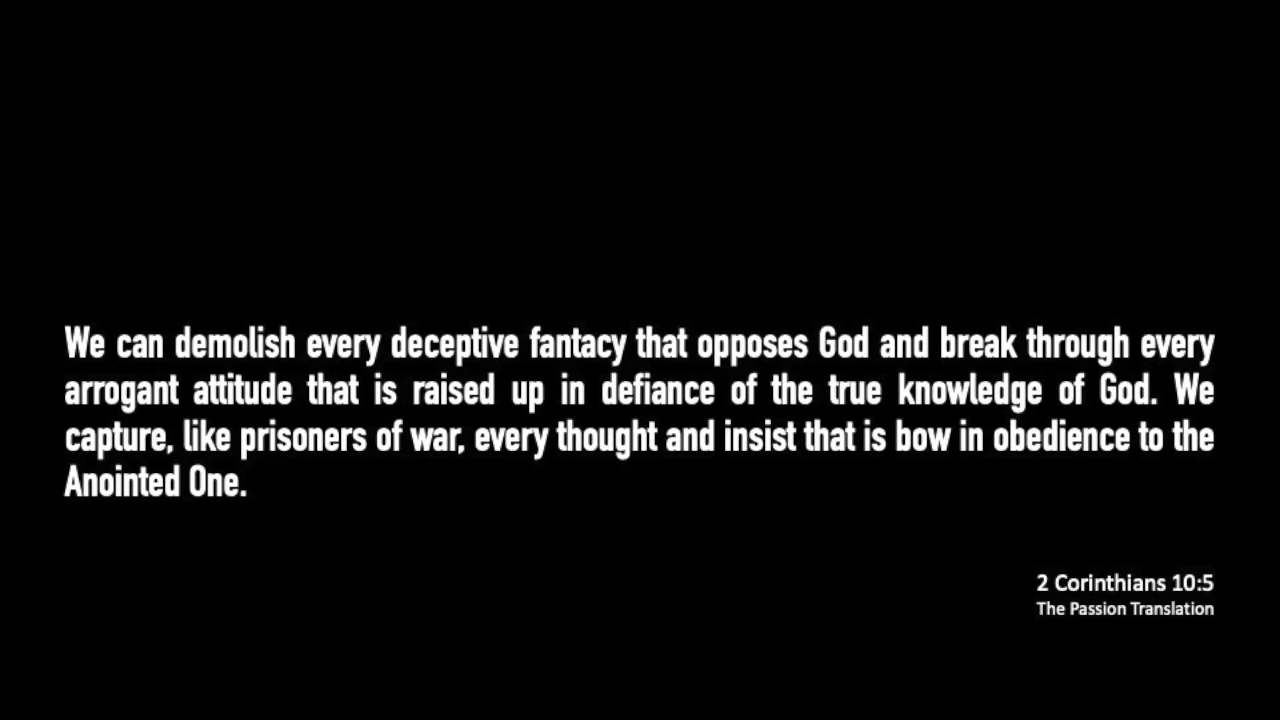 We can demolish every deceptive fantacy that opposes God and break through every
arrogant attitude that is raised up in defiance of the true knowledge of God. We
capture, like prisoners of war, every thought and insist that is bow in obedience to the
Anointed One.
2 Corinthians 10:5
The Passion Translation